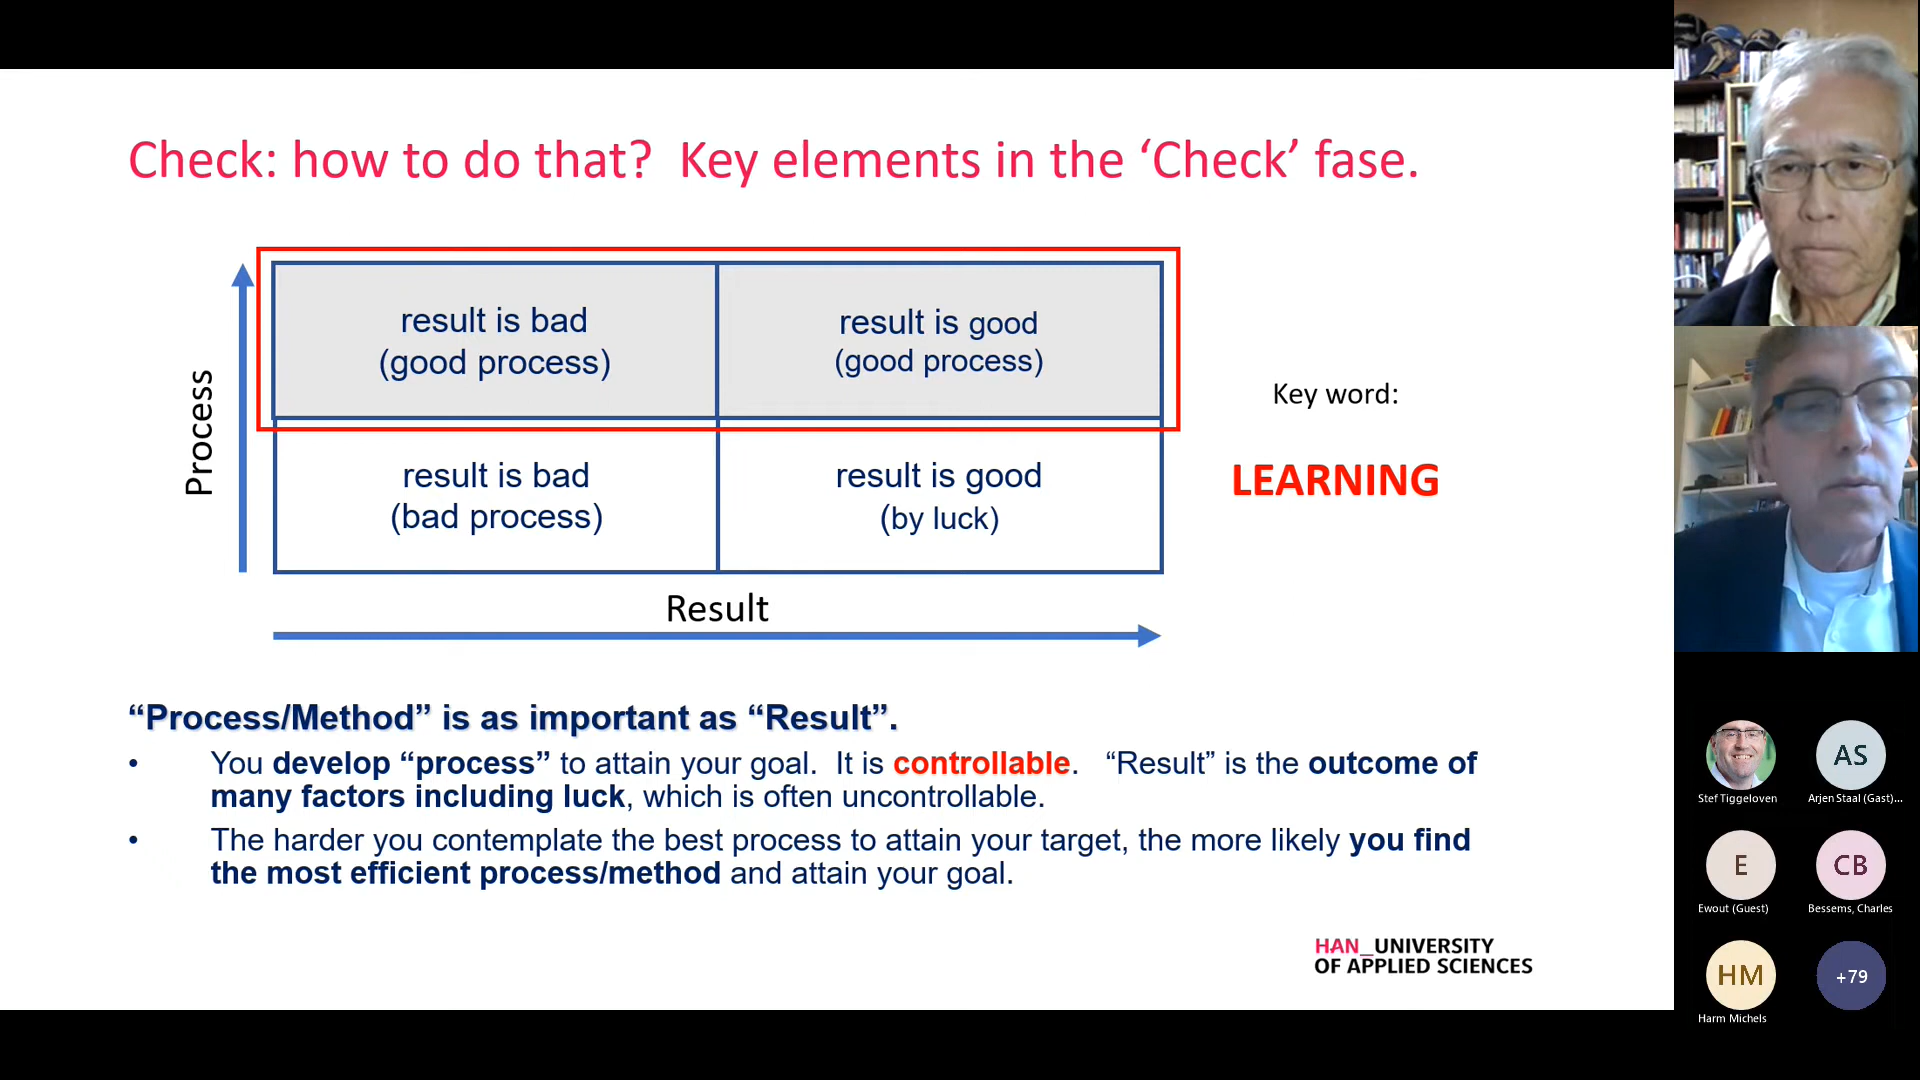 Check: how to do that?  Key elements in the ‘Check’ fase.
Process
result is bad
(good process)
result is good
(good process)
result is bad
(bad process)
result is good
(by luck)
Result
Key word:
LEARNING
“Process/Method” is as important as “Result”.
• You develop “process” to attain your goal.  It is controllable.   “Result” is the outcome of
many factors including luck, which is often uncontrollable.
• The harder you contemplate the best process to attain your target, the more likely you find
the most efficient process/method and attain your goal.
HAN_UNIVERSITY
OF APPLIED SCIENCES
Stef Tiggeloven
AS
Arjen Staal (Gast)...
E
Ewout (Guest)
CB
Bessems, Charles
HM
Harm Michels
+79